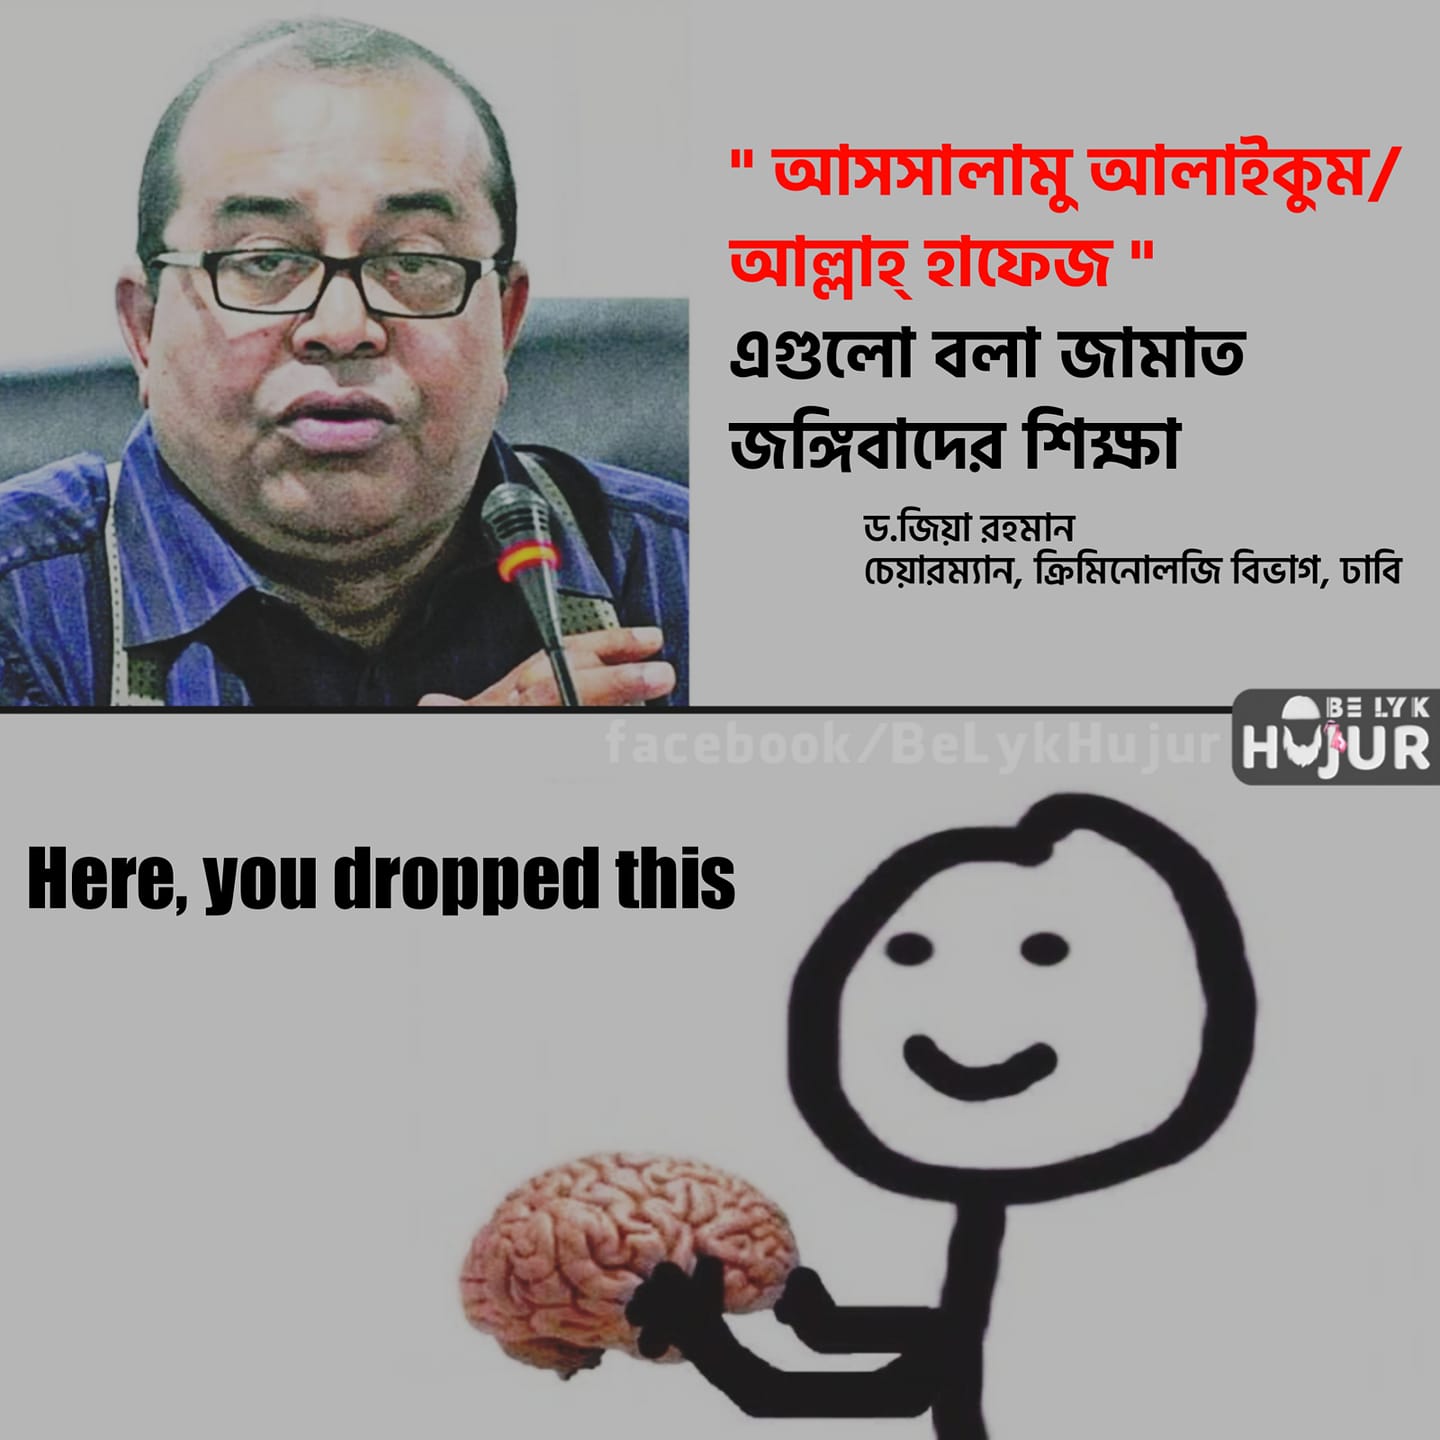 " আসসালামু আলাইকুম/
আল্লাহ্ হাফেজ "
এগুলো বলা জামাত
জঙ্গিবাদের শিক্ষা
ড.জিয়া রহমান
চেয়ারম্যান, ক্রিমিনোলজি বিভাগ, ঢাবি
BE LYK
HUJUR
facebook/BeLykHujur
Here, you dropped this